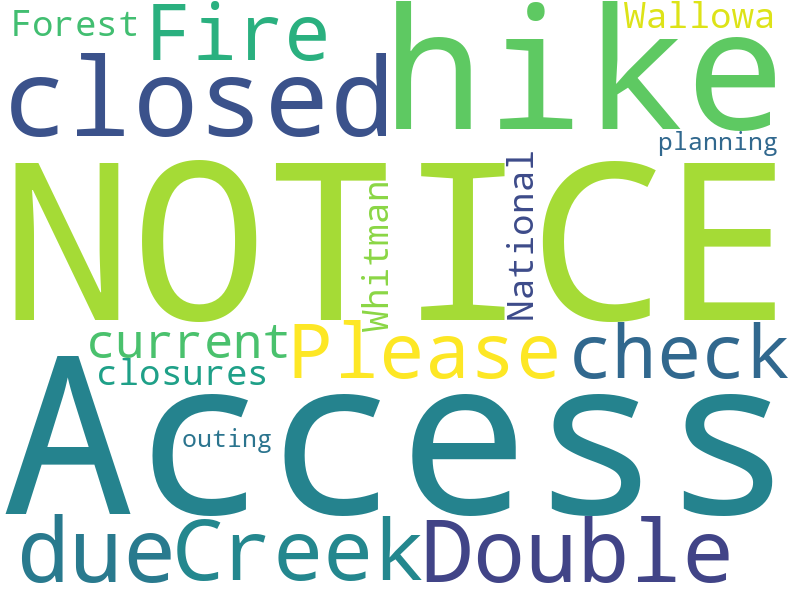 Forest Fire hike Wallowa
closed
planning
NOTICE
Whitman
National
current Please check
closures
Access
outing
due Creek Double